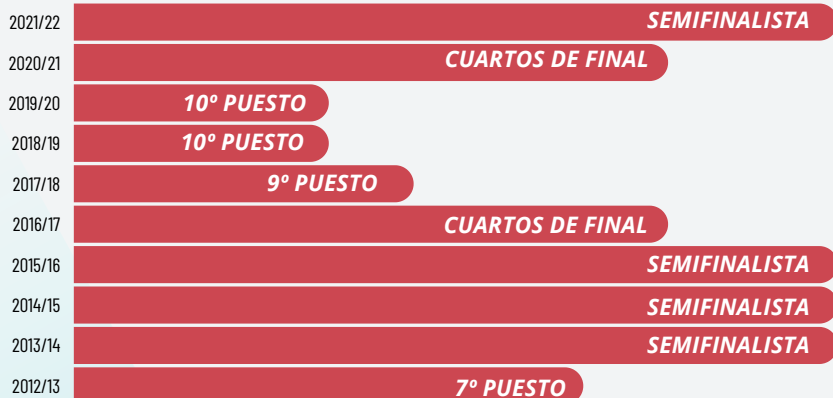 2021/22 SEMIFINALISTA
2020/21 CUARTOS DE FINAL
2019/20 10º PUESTO
2018/19 10º PUESTO
2017/18 9º PUESTO
2016/17 CUARTOS DE FINAL
2015/16 SEMIFINALISTA
2014/15 SEMIFINALISTA
2013/14 SEMIFINALISTA
2012/13 7º PUESTO